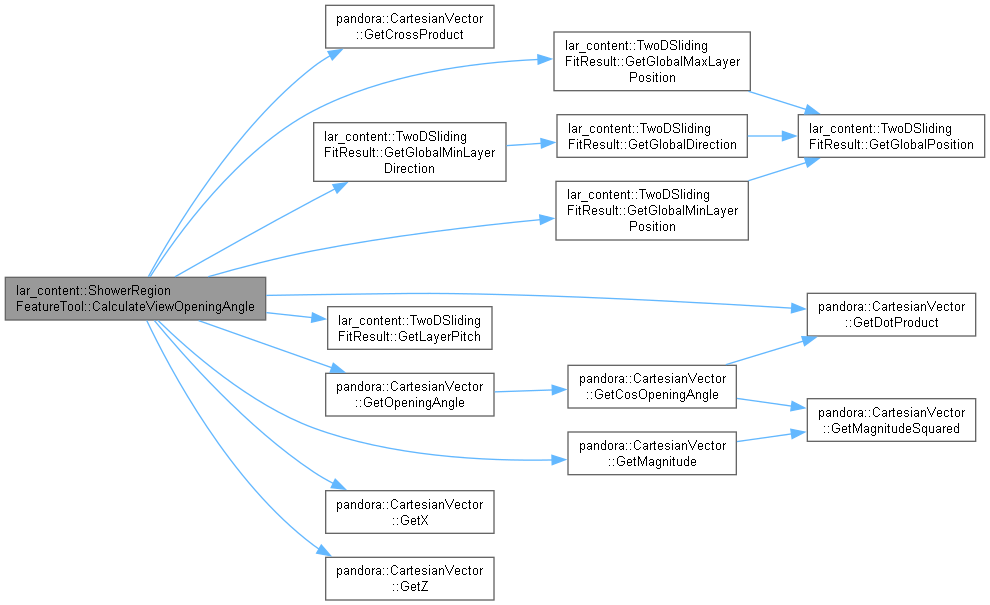 pandora::CartesianVector
::GetCrossProduct
lar_content::TwoDSliding
FitResult::GetGlobalMaxLayer
Position
lar_content::TwoDSliding
FitResult::GetGlobalMinLayer
Direction
lar_content::TwoDSliding
FitResult::GetGlobalDirection
lar_content::TwoDSliding
FitResult::GetGlobalPosition
lar_content::TwoDSliding
FitResult::GetGlobalMinLayer
Position
lar_content::ShowerRegion
FeatureTool::CalculateViewOpeningAngle
pandora::CartesianVector
::GetDotProduct
lar_content::TwoDSliding
FitResult::GetLayerPitch
pandora::CartesianVector
::GetOpeningAngle
pandora::CartesianVector
::GetCosOpeningAngle
pandora::CartesianVector
::GetMagnitudeSquared
pandora::CartesianVector
::GetMagnitude
pandora::CartesianVector
::GetX
pandora::CartesianVector
::GetZ